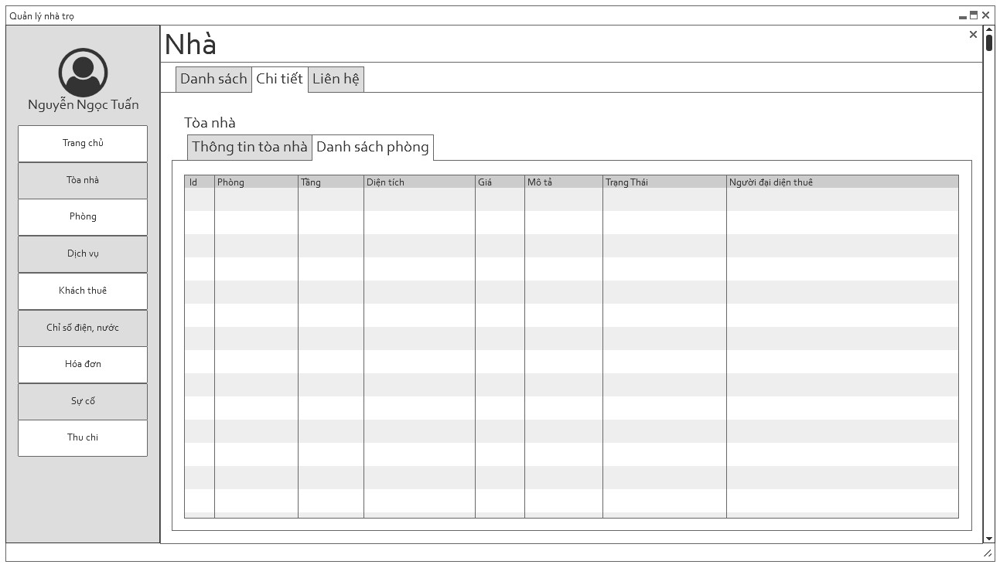 Quản lý nhà trọ
Nguyễn Ngọc Tuấn
Trang chủ
Tòa nhà
Phòng
Dịch vụ
Khách thuê
Chỉ số điện, nước
Hóa đơn
Sự cố
Thu chi
Nhà
Danh sách Chi tiết Liên hệ
Tòa nhà
Thông tin tòa nhà Danh sách phòng
Id Phòng Tầng Diện tích Giá Mô tả Trạng Thái Người đại diện thuê